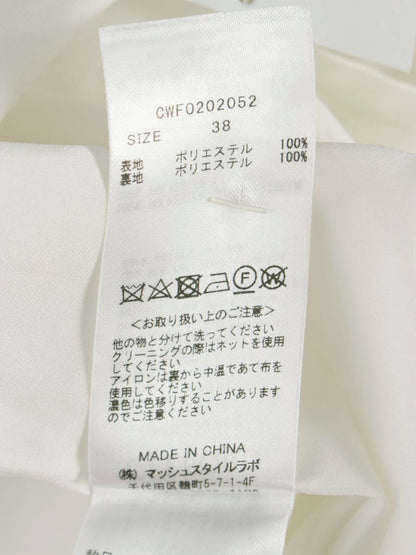 CWF0202052
SIZE 38
表地 ポリエステル 100%
裏地 ポリエステル 100%
F W
<お取り扱い上のご注意>
他の物と分けて洗ってください
クリーニングの際はネットを使用
してください
アイロンは裏から中温であて布を
使用してください
濃色は色移りすることがあります
のでご注意ください
MADE IN CHINA
(株) マッシュスタイルラボ
千代田区麹町5-7-1-4F